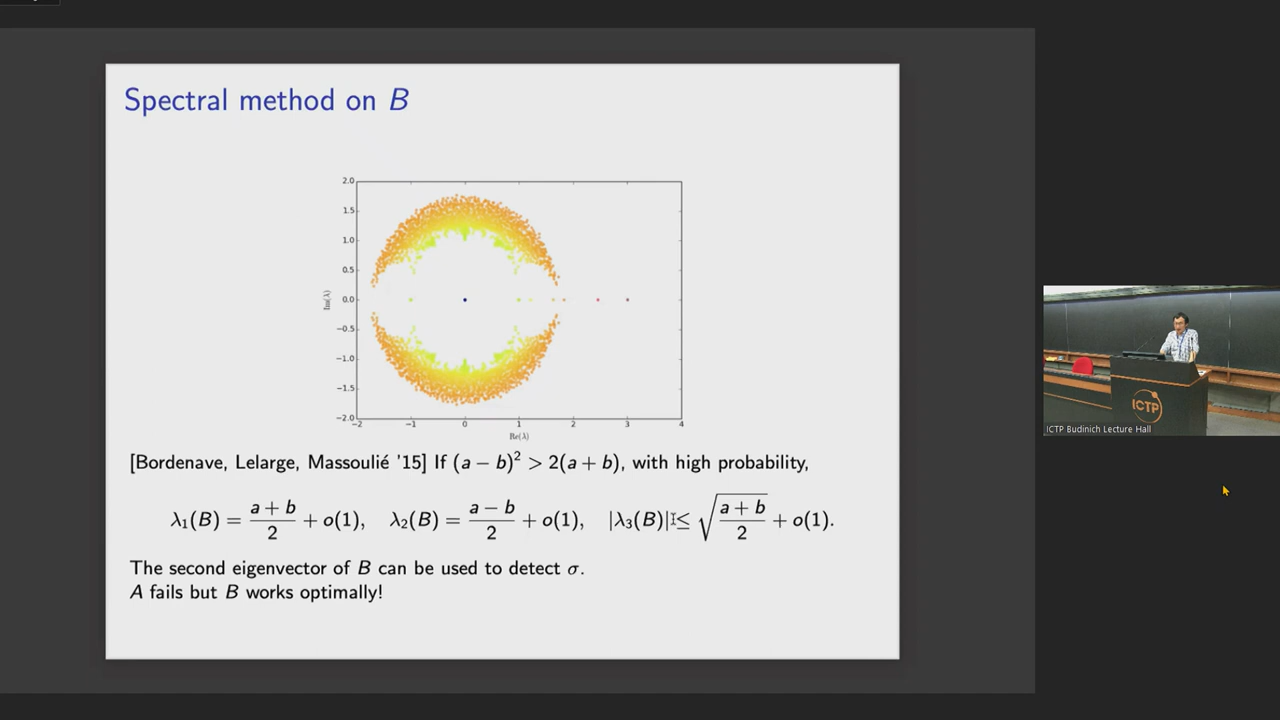 Spectral method on B
2.0
1.5
1.0
0.5
0.0
−0.5
−1.0
−1.5
−2.0
−2 −1 0 1 2 3 4
Im(λ)
Re(λ)
[Bordenave, Lelarge, Massoulié '15] If (a − b)² > 2(a + b), with high probability,
λ₁(B) = (a + b)/2 + o(1), λ₂(B) = (a − b)/2 + o(1), |λ₃(B)| ≤ √((a + b)/2) + o(1).
The second eigenvector of B can be used to detect σ.
A fails but B works optimally!
ICTP
ICTP Budinich Lecture Hall